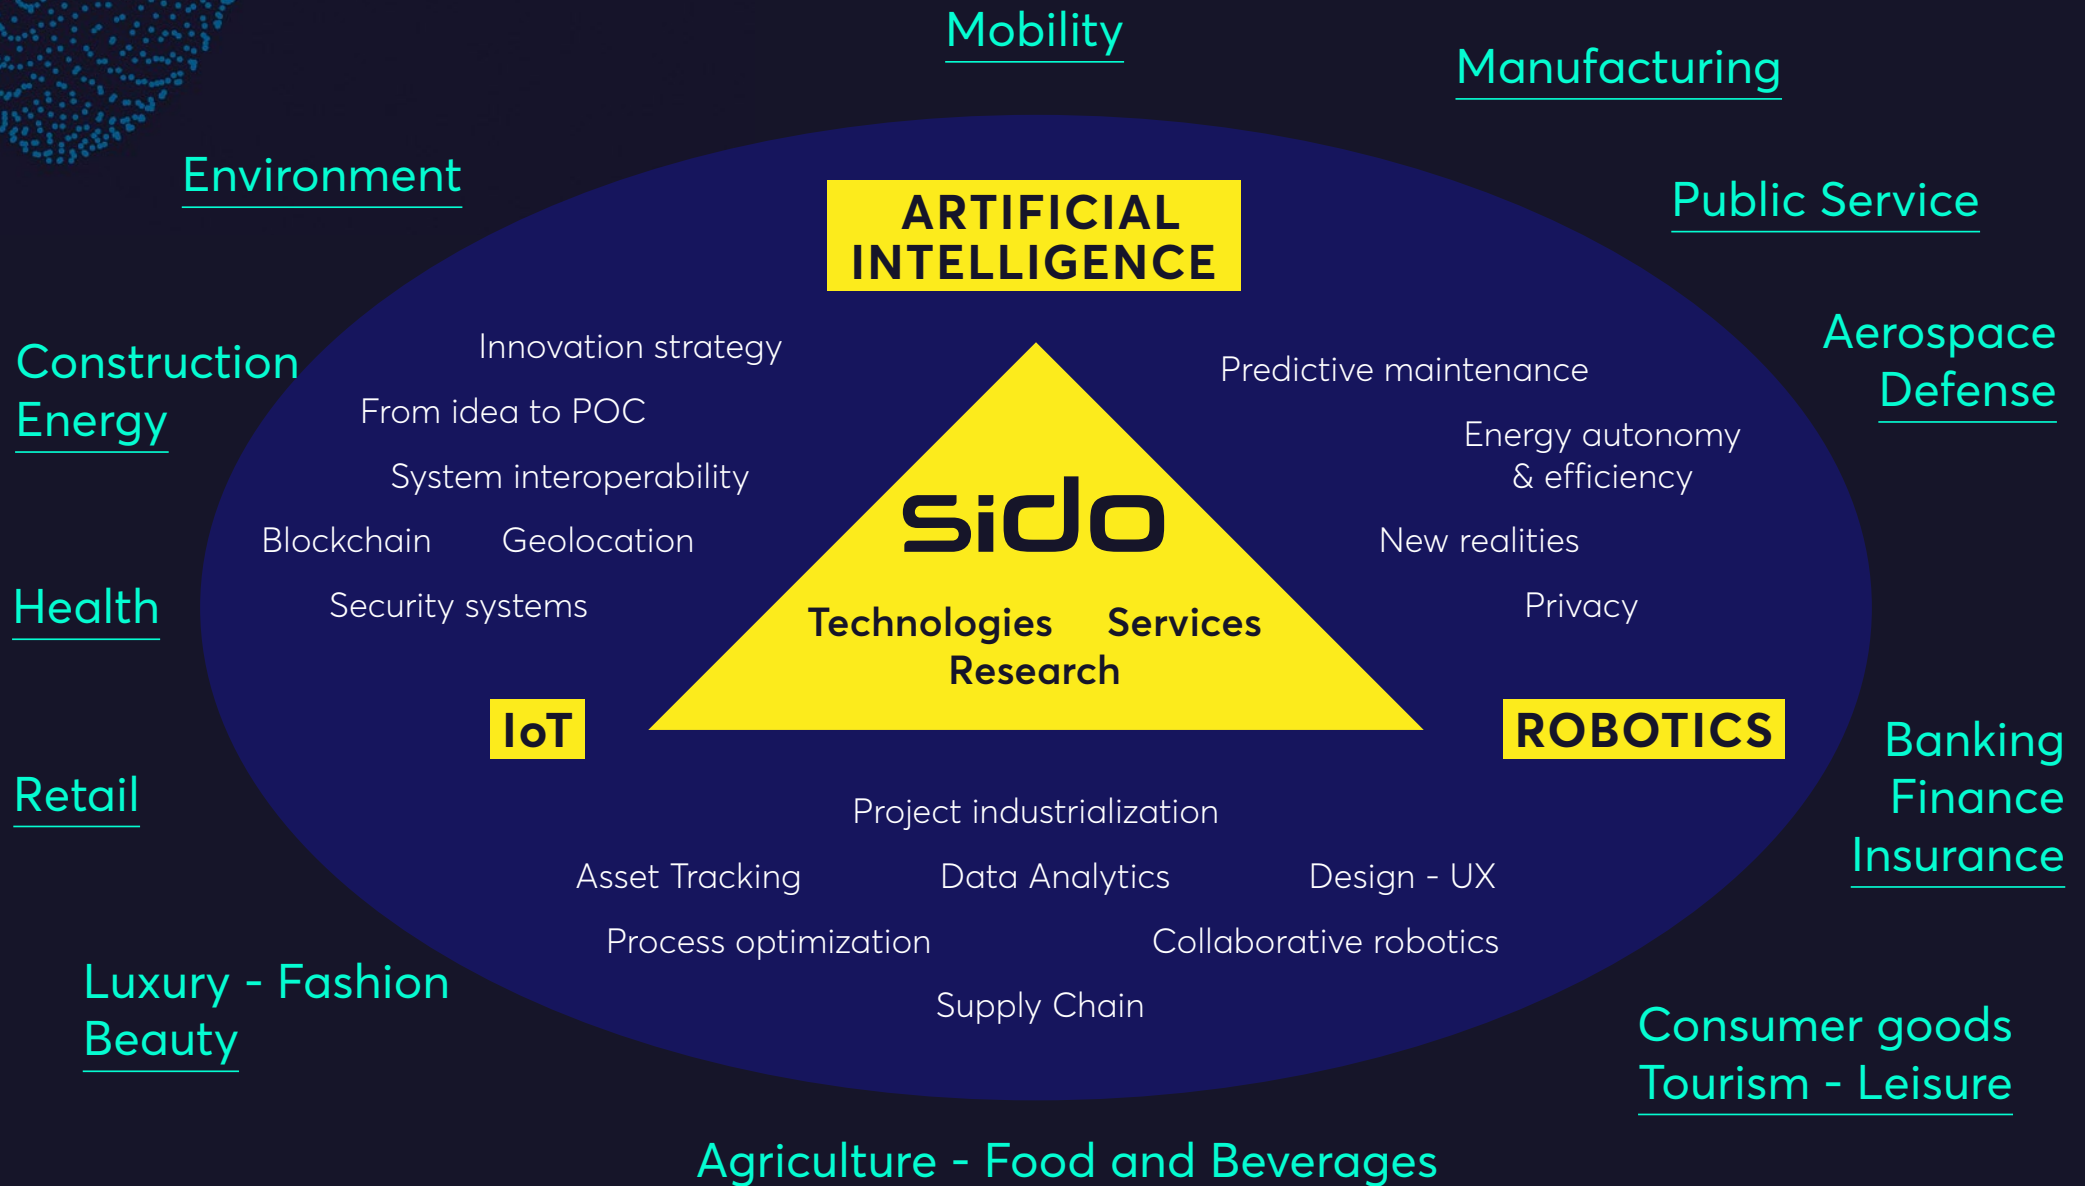 Mobility
Manufacturing
Environment
Public Service
ARTIFICIAL
INTELLIGENCE
Construction
Energy
Aerospace
Defense
Innovation strategy
From idea to POC
System interoperability
Blockchain
Geolocation
Security systems
Predictive maintenance
Energy autonomy
& efficiency
New realities
Privacy
sido
Technologies
Services
Research
Health
IoT
ROBOTICS
Retail
Banking
Finance
Insurance
Project industrialization
Asset Tracking
Data Analytics
Design - UX
Process optimization
Collaborative robotics
Supply Chain
Luxury - Fashion
Beauty
Consumer goods
Tourism - Leisure
Agriculture - Food and Beverages